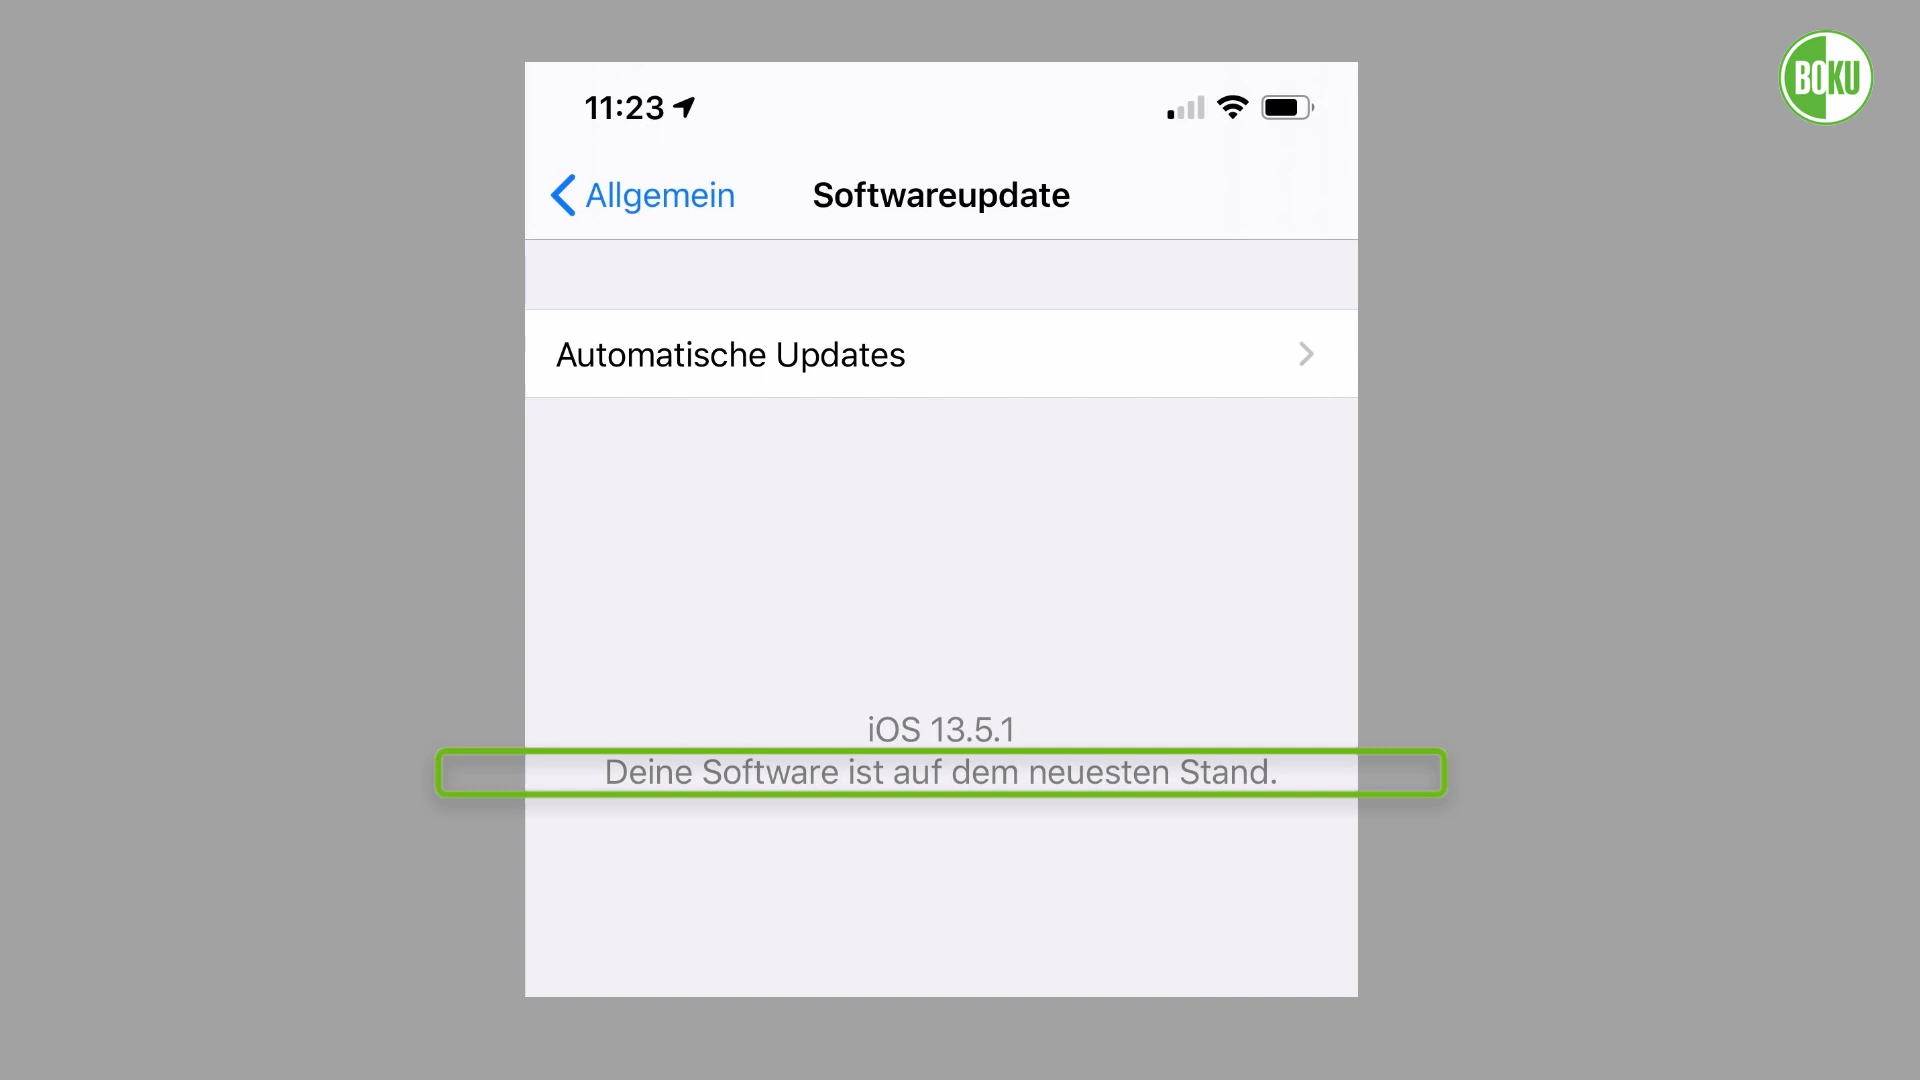 BOKU
11:23
Allgemein
Softwareupdate
Automatische Updates
iOS 13.5.1
Deine Software ist auf dem neuesten Stand.